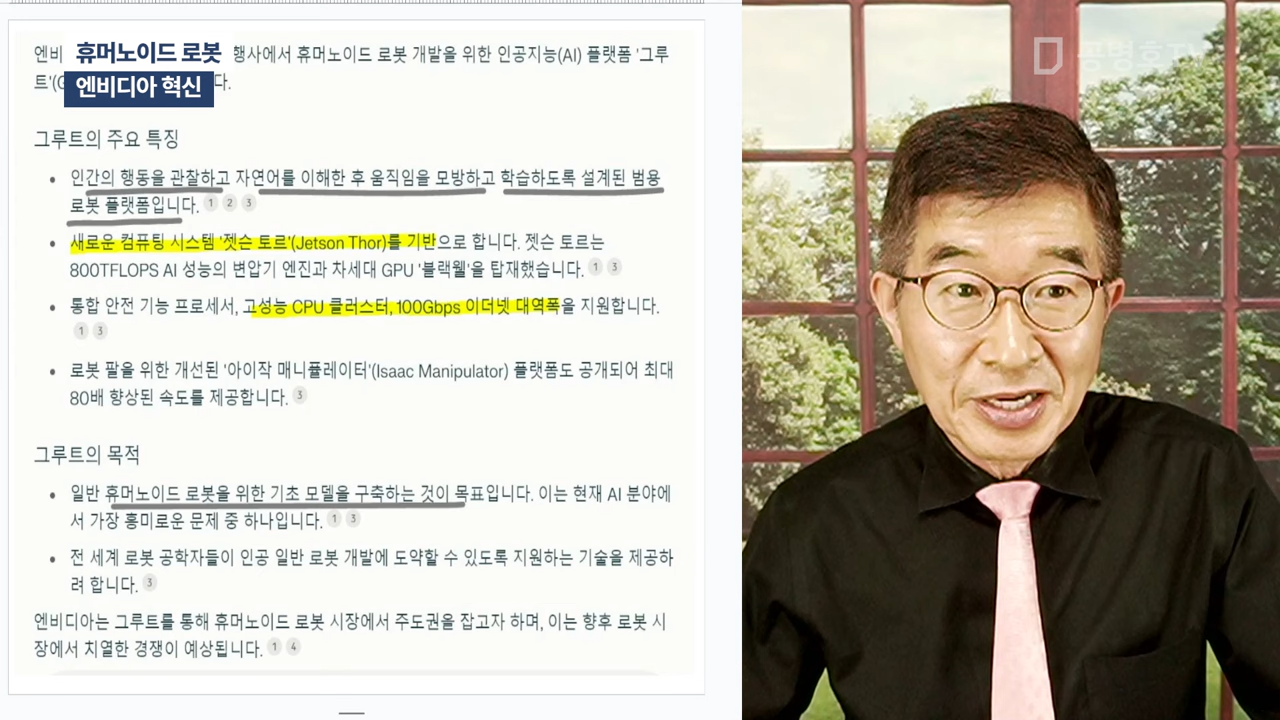 휴머노이드 로봇
엔비디아 혁신
엔비 행사에서 휴머노이드 로봇 개발을 위한 인공지능(AI) 플랫폼 '그루
트'(G 다.
그루트의 주요 특징
• 인간의 행동을 관찰하고 자연어를 이해한 후 움직임을 모방하고 학습하도록 설계된 범용
로봇 플랫폼입니다. 1 2 3
• 새로운 컴퓨팅 시스템 '젯슨 토르'(Jetson Thor)를 기반으로 합니다. 젯슨 토르는
800TFLOPS AI 성능의 변압기 엔진과 차세대 GPU '블랙웰'을 탑재했습니다. 1 3
• 통합 안전 기능 프로세서, 고성능 CPU 클러스터, 100Gbps 이더넷 대역폭을 지원합니다.
1 3
• 로봇 팔을 위한 개선된 '아이작 매니퓰레이터'(Isaac Manipulator) 플랫폼도 공개되어 최대
80배 향상된 속도를 제공합니다. 3
그루트의 목적
• 일반 휴머노이드 로봇을 위한 기초 모델을 구축하는 것이 목표입니다. 이는 현재 AI 분야에
서 가장 흥미로운 문제 중 하나입니다. 1 3
• 전 세계 로봇 공학자들이 인공 일반 로봇 개발에 도약할 수 있도록 지원하는 기술을 제공하
려 합니다. 3
엔비디아는 그루트를 통해 휴머노이드 로봇 시장에서 주도권을 잡고자 하며, 이는 향후 로봇 시
장에서 치열한 경쟁이 예상됩니다. 1 4